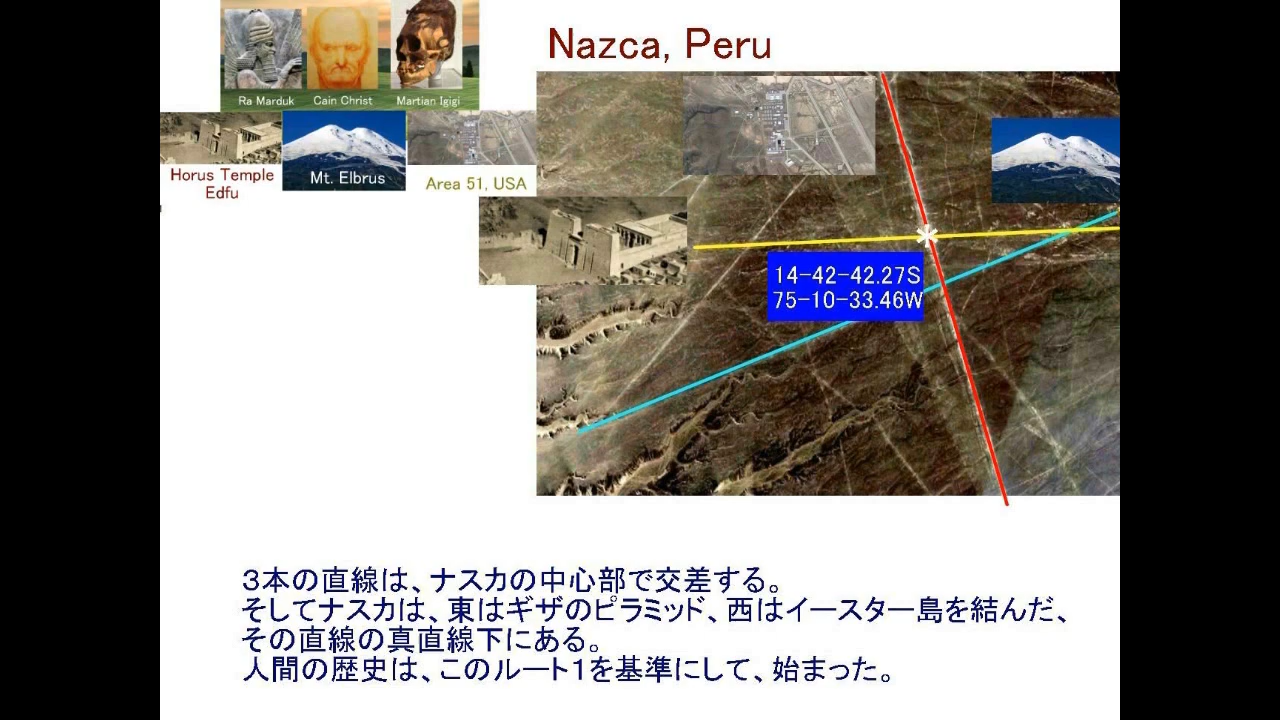 Nazca, Peru
Ra Marduk
Cain Christ
Martian Igigi
Horus Temple
Edfu
Mt. Elbrus
Area 51, USA
14-42-42.27S
75-10-33.46W
3本の直線は、ナスカの中心部で交差する。
そしてナスカは、東はギザのピラミッド、西はイースター島を結んだ、
その直線の真直線下にある。
人間の歴史は、このルート1を基準にして、始まった。